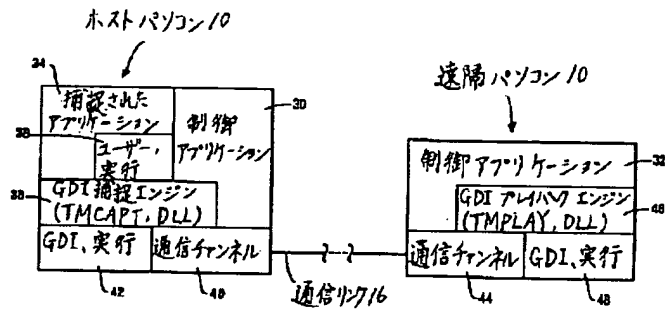 ホストパソコン10
34
捕捉された
アプリケーション
36
ユーザー、
実行
制御
アプリケーション
30
38
GDI捕捉エンジン
(TMCAPT, DLL)
GDI、実行
通信チャンネル
42
40
通信リンク16
遠隔パソコン10
制御アプリケーション
32
GDIプレイバックエンジン
(TMPLAY, DLL)
46
通信チャンネル
GDI、実行
44
48